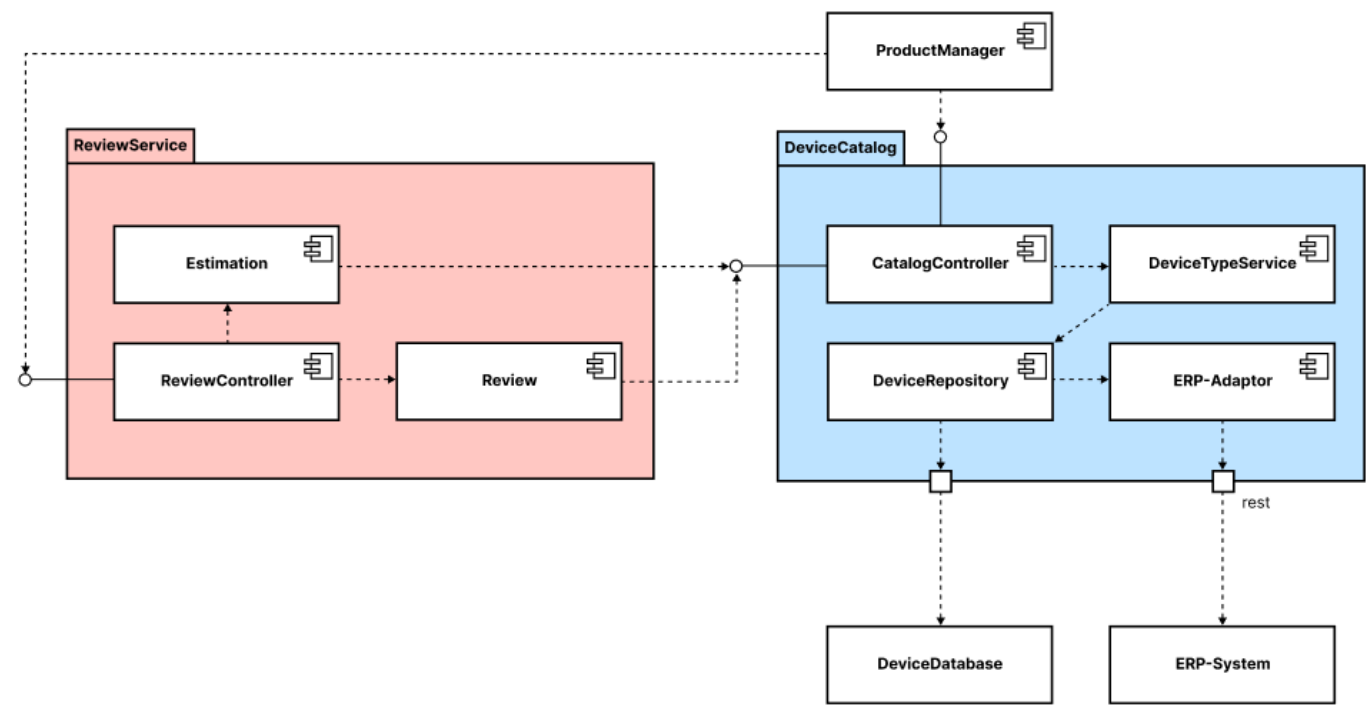 ProductManager
ReviewService
DeviceCatalog
Estimation
CatalogController
DeviceTypeService
ReviewController
Review
DeviceRepository
ERP-Adaptor
rest
DeviceDatabase
ERP-System